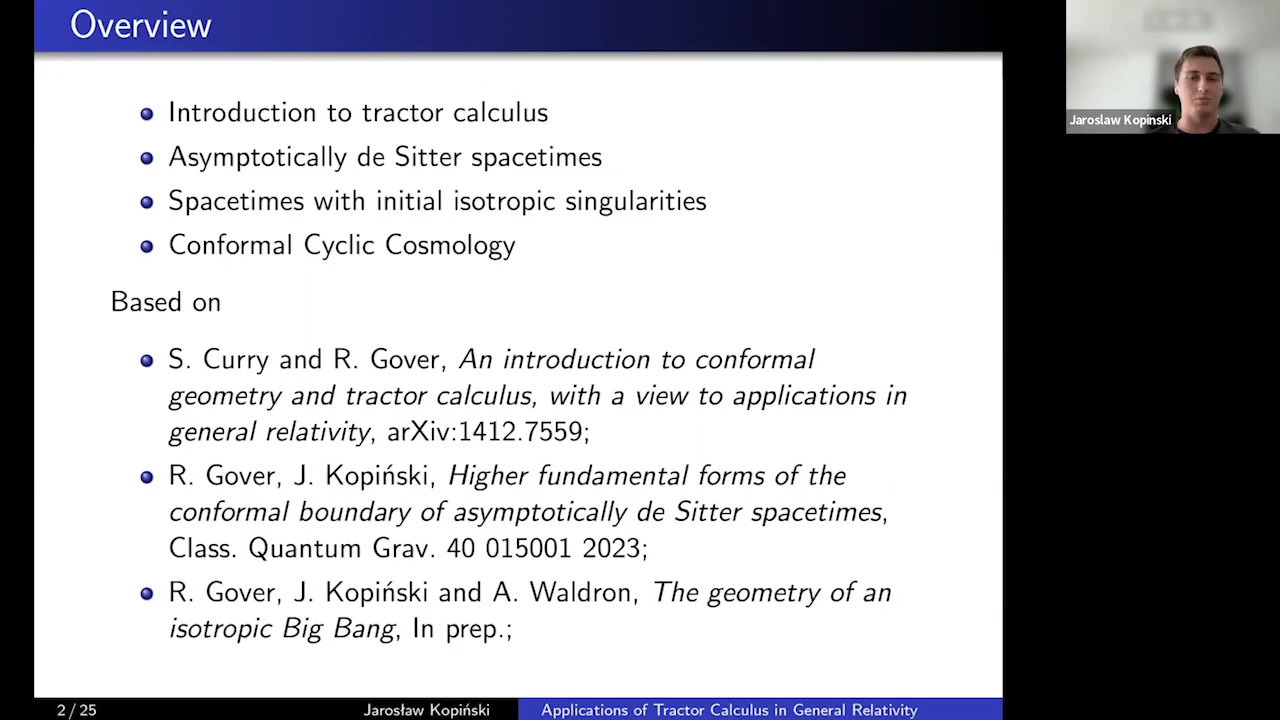 Overview
Introduction to tractor calculus
Asymptotically de Sitter spacetimes
Spacetimes with initial isotropic singularities
Conformal Cyclic Cosmology
Based on
S. Curry and R. Gover, An introduction to conformal
geometry and tractor calculus, with a view to applications in
general relativity, arXiv:1412.7559;
R. Gover, J. Kopiński, Higher fundamental forms of the
conformal boundary of asymptotically de Sitter spacetimes,
Class. Quantum Grav. 40 015001 2023;
R. Gover, J. Kopiński and A. Waldron, The geometry of an
isotropic Big Bang, In prep.;
2 / 25
Jarosław Kopiński
Applications of Tractor Calculus in General Relativity
Jaroslaw Kopinski